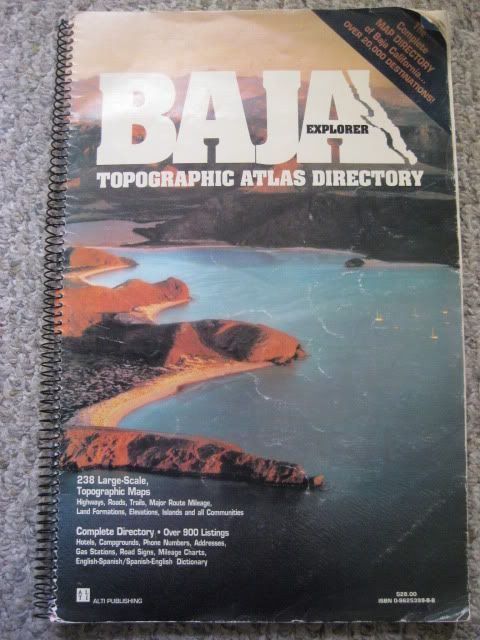 The
Complete
MAP DIRECTORY
of Baja California...
OVER 20,000 DESTINATIONS!
BAJA
EXPLORER
TOPOGRAPHIC ATLAS DIRECTORY
238 Large-Scale,
Topographic Maps
Highways, Roads, Trails, Major Route Mileage,
Land Formations, Elevations, Islands and all Communities
Complete Directory • Over 900 Listings
Hotels, Campgrounds, Phone Numbers, Addresses,
Gas Stations, Road Signs, Mileage Charts,
English-Spanish/Spanish-English Dictionary
ALTI PUBLISHING
$28.00